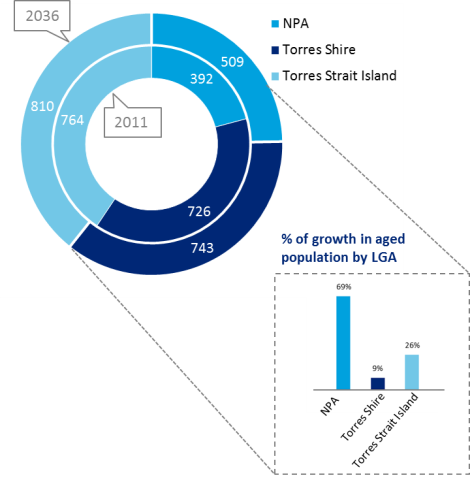 2036
NPA
Torres Shire
Torres Strait Island
509
392
810
764
2011
726
743
% of growth in aged
population by LGA
69%
9%
26%
NPA
Torres Shire
Torres Strait Island